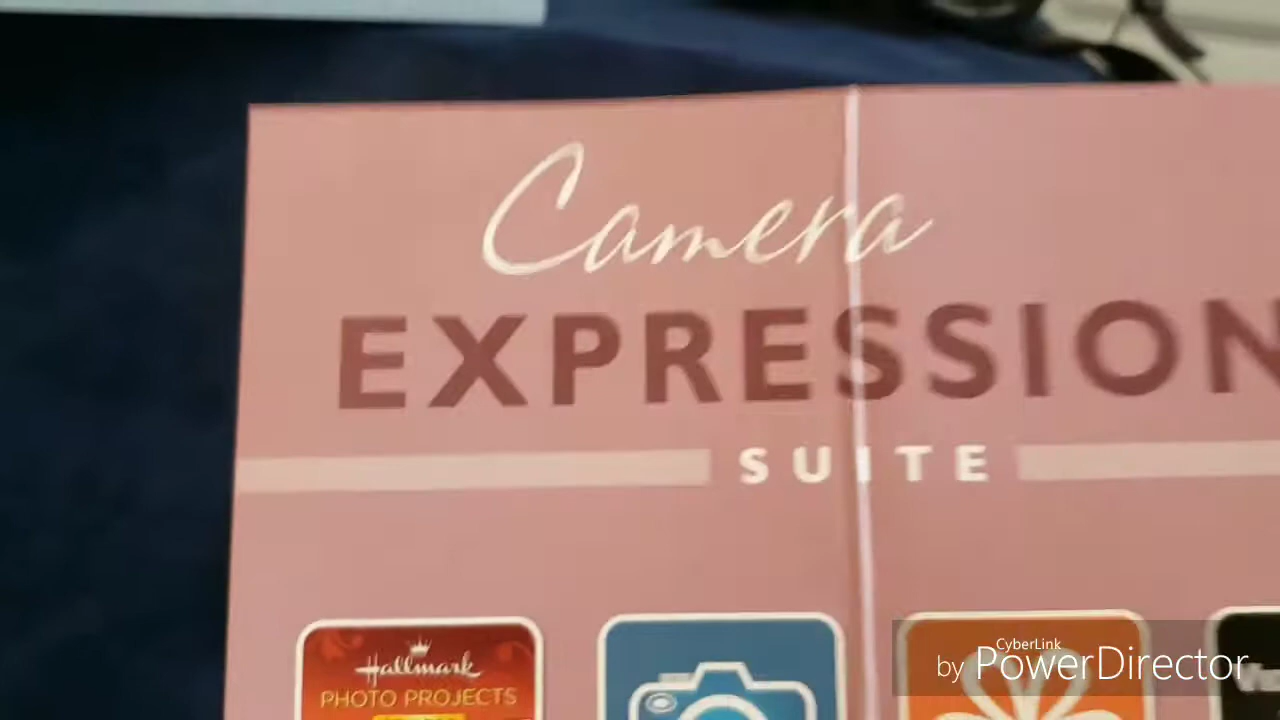 Camera
EXPRESSION
SUITE
Hallmark
PHOTO PROJECTS
CyberLink
by PowerDirector